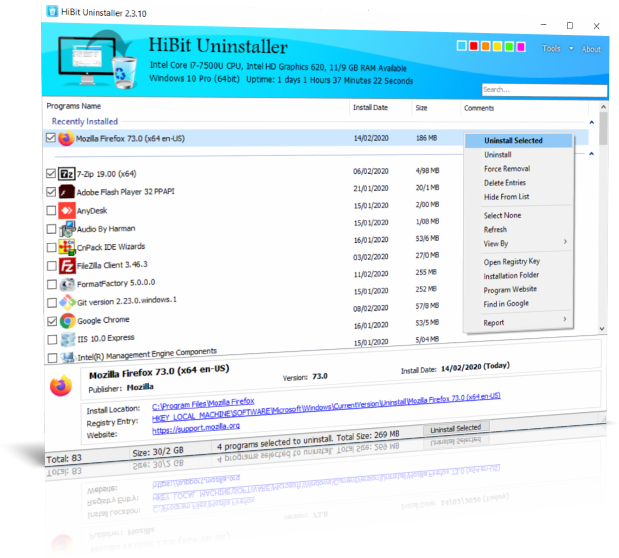 HiBit Uninstaller 2.3.10
HiBit Uninstaller
Intel Core i7-7500U CPU, Intel HD Graphics 620, 11/9 GB RAM Available
Windows 10 Pro (64bit) Uptime: 1 days 1 Hours 37 Minutes 22 Seconds
Tools About
Search...
Programs Name Install Date Size Comments
Recently Installed
Mozilla Firefox 73.0 (x64 en-US) 14/02/2020 186 MB
7-Zip 19.00 (x64) 06/02/2020 4/98 MB
Adobe Flash Player 32 PPAPI 21/01/2020 20/1 MB
AnyDesk 15/01/2020 2/00 MB
Audio By Harman 15/01/2020 1/08 MB
CnPack IDE Wizards 16/01/2020 53/6 MB
FileZilla Client 3.46.3 03/02/2020 27/0 MB
FormatFactory 5.0.0.0 11/02/2020 255 MB
Git version 2.23.0.windows.1 15/01/2020 252 MB
Google Chrome 08/02/2020 57/8 MB
IIS 10.0 Express 16/01/2020 53/5 MB
Intel(R) Management Engine Components 15/01/2020 5/04 MB
Uninstall Selected
Uninstall
Force Removal
Delete Entries
Hide From List
Select None
Refresh
View By
Open Registry Key
Installation Folder
Program Website
Find in Google
Report
Mozilla Firefox 73.0 (x64 en-US)
Publisher: Mozilla Version: 73.0 Install Date: 14/02/2020 (Today)
Install Location: C:\Program Files\Mozilla Firefox
Registry Entry: HKEY_LOCAL_MACHINE\SOFTWARE\Microsoft\Windows\CurrentVersion\Uninstall\Mozilla Firefox 73.0 (x64 en-US)
Website: https://support.mozilla.org
Total: 83 Size: 30/2 GB 4 programs selected to uninstall. Total Size: 269 MB Uninstall Selected